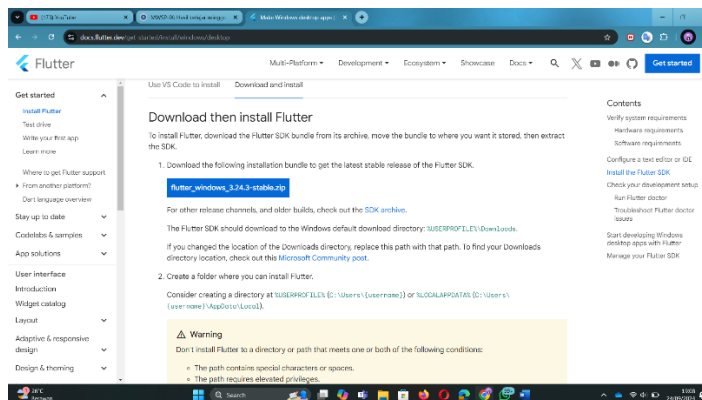 (173) YouTube
Make Windows desktop apps |
docs.flutter.dev/get-started/install/windows/desktop
Flutter
Multi-Platform
Development
Ecosystem
Showcase
Docs
Get started
Use VS Code to install
Download and install
Get started
Install Flutter
Test drive
Write your first app
Learn more
Where to get Flutter support
From another platform?
Dart language overview
Stay up to date
Codelabs & samples
App solutions
User interface
Introduction
Widget catalog
Layout
Adaptive & responsive
design
Design & theming
Download then install Flutter
To install Flutter, download the Flutter SDK bundle from its archive, move the bundle to where you want it stored, then extract
the SDK.
1. Download the following installation bundle to get the latest stable release of the Flutter SDK.
flutter_windows_3.24.3-stable.zip
For other release channels, and older builds, check out the SDK archive.
The Flutter SDK should download to the Windows default download directory: %USERPROFILE%\Downloads.
If you changed the location of the Downloads directory, replace this path with that path. To find your Downloads
directory location, check out this Microsoft Community post.
2. Create a folder where you can install Flutter.
Consider creating a directory at %USERPROFILE% (C:\Users\{username}) or %LOCALAPPDATA% (C:\Users\
{username}\AppData\Local).
Warning
Don't install Flutter to a directory or path that meets one or both of the following conditions:
The path contains special characters or spaces.
The path requires elevated privileges.
Contents
Verify system requirements
Hardware requirements
Software requirements
Configure a text editor or IDE
Install the Flutter SDK
Check your development setup
Run Flutter doctor
Troubleshoot Flutter doctor
issues
Start developing Windows
desktop apps with Flutter
Manage your Flutter SDK
28°C
Berawan
Search
24/09/2024